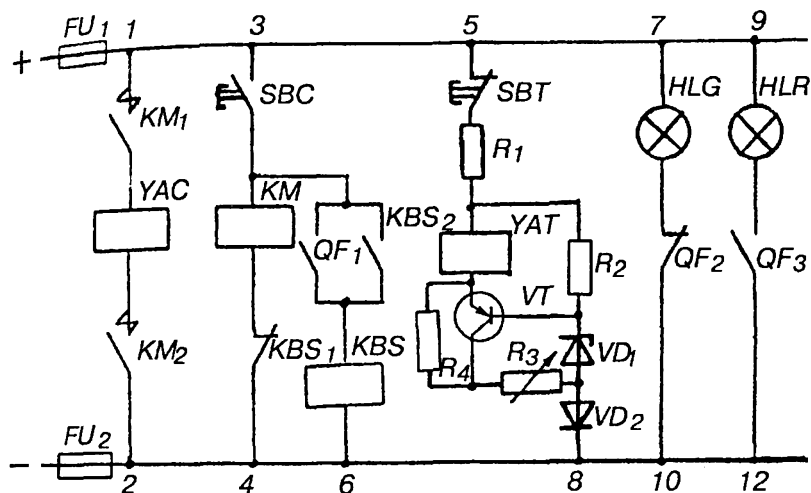 FU1 1 3 5 7 9
+
SBC SBT HLG HLR
KM1 R1
YAC KM KBS2 YAT
QF1 R2 QF2 QF3
VT
KM2 KBS1 KBS R4 R3 VD1
VD2
FU2
−
2 4 6 8 10 12